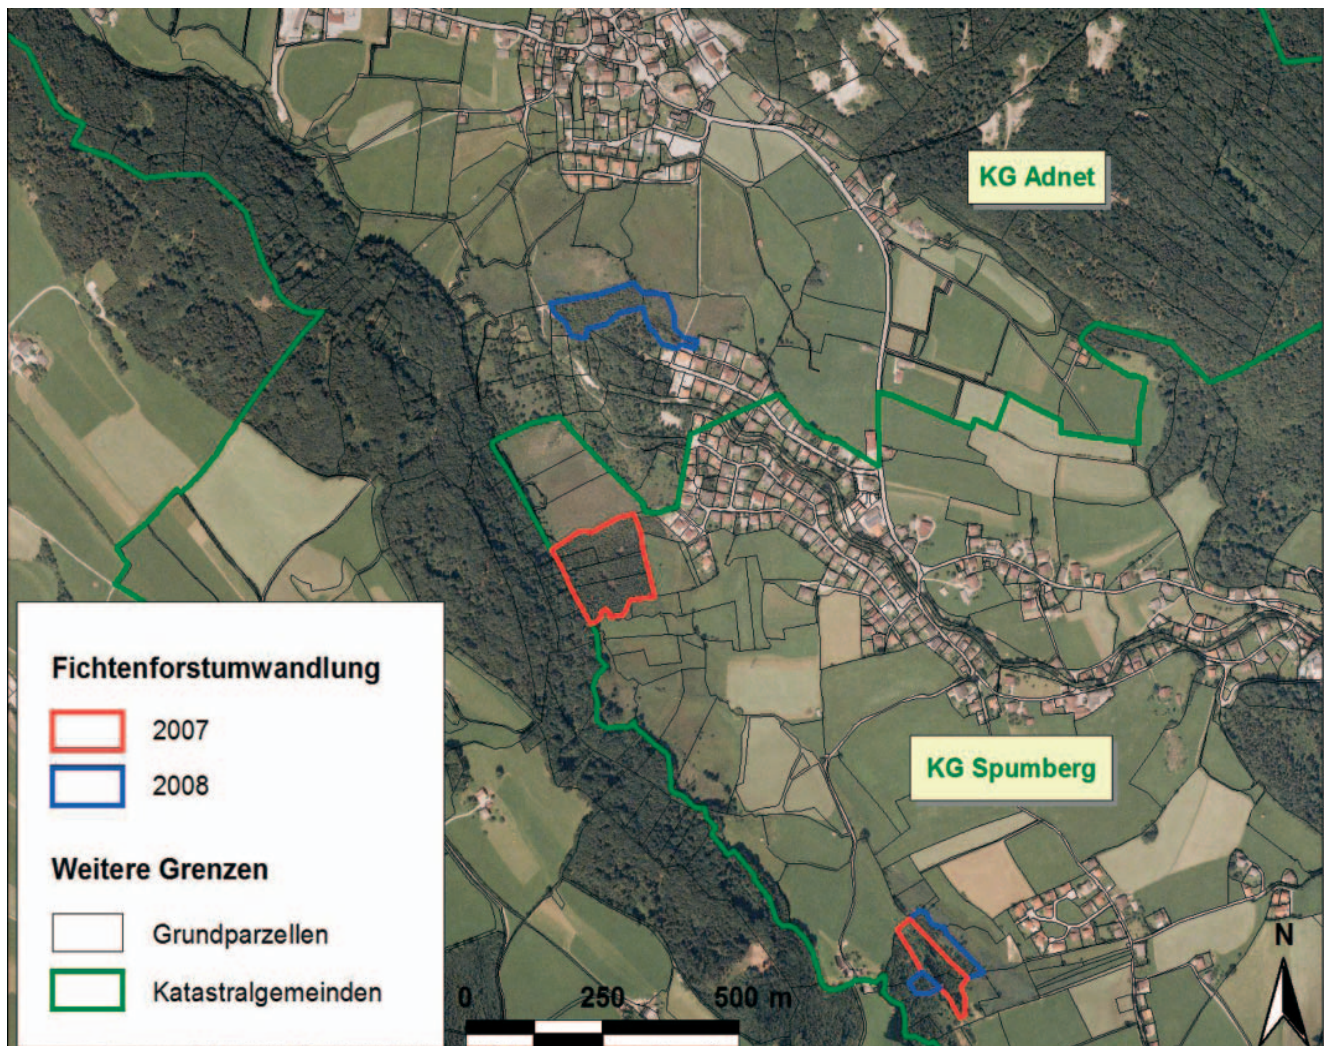 KG Adnet
KG Spumberg
Fichtenforstumwandlung
2007
2008
Weitere Grenzen
Grundparzellen
Katastralgemeinden
0 250 500 m
N